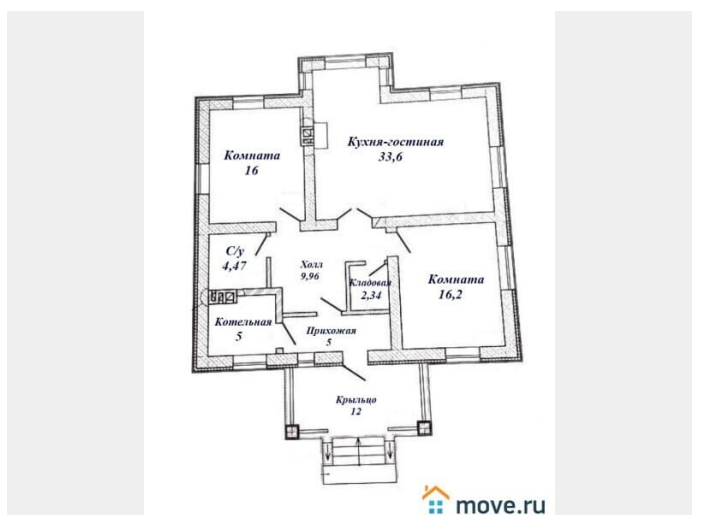 Кухня-гостиная
33,6
Комната
16
С/у
4,47
Холл
9,96
Кладовая
2,34
Комната
16,2
Котельная
5
Прихожая
5
Крыльцо
12
move.ru